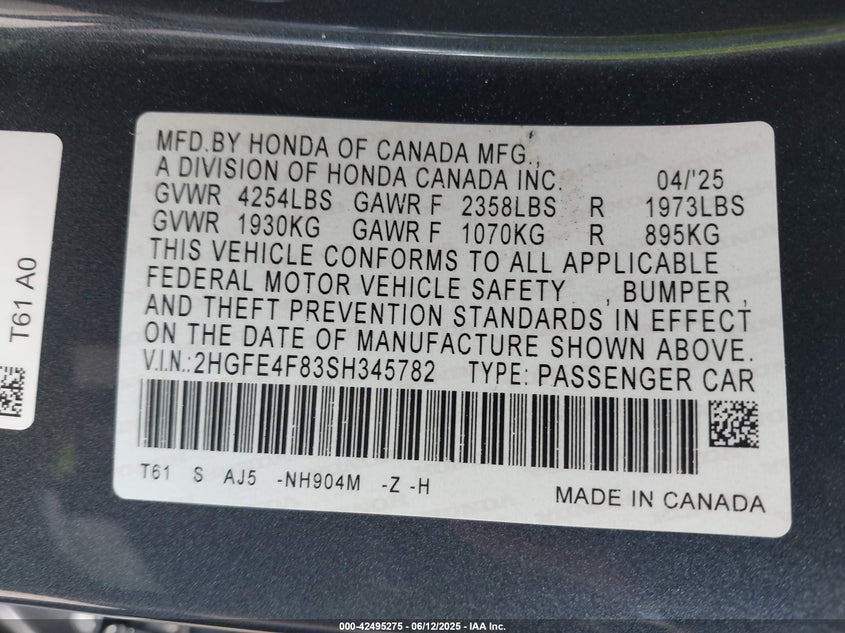 MFD.BY HONDA OF CANADA MFG.,
A DIVISION OF HONDA CANADA INC. 04/'25
GVWR 4254LBS GAWR F 2358LBS R 1973LBS
GVWR 1930KG GAWR F 1070KG R 895KG
THIS VEHICLE CONFORMS TO ALL APPLICABLE
FEDERAL MOTOR VEHICLE SAFETY , BUMPER ,
AND THEFT PREVENTION STANDARDS IN EFFECT
ON THE DATE OF MANUFACTURE SHOWN ABOVE.
V.I.N.:2HGFE4F83SH345782 TYPE: PASSENGER CAR
T61 S AJ5 -NH904M -Z -H
MADE IN CANADA
T61 A0
000-42495275 - 06/12/2025 - IAA Inc.